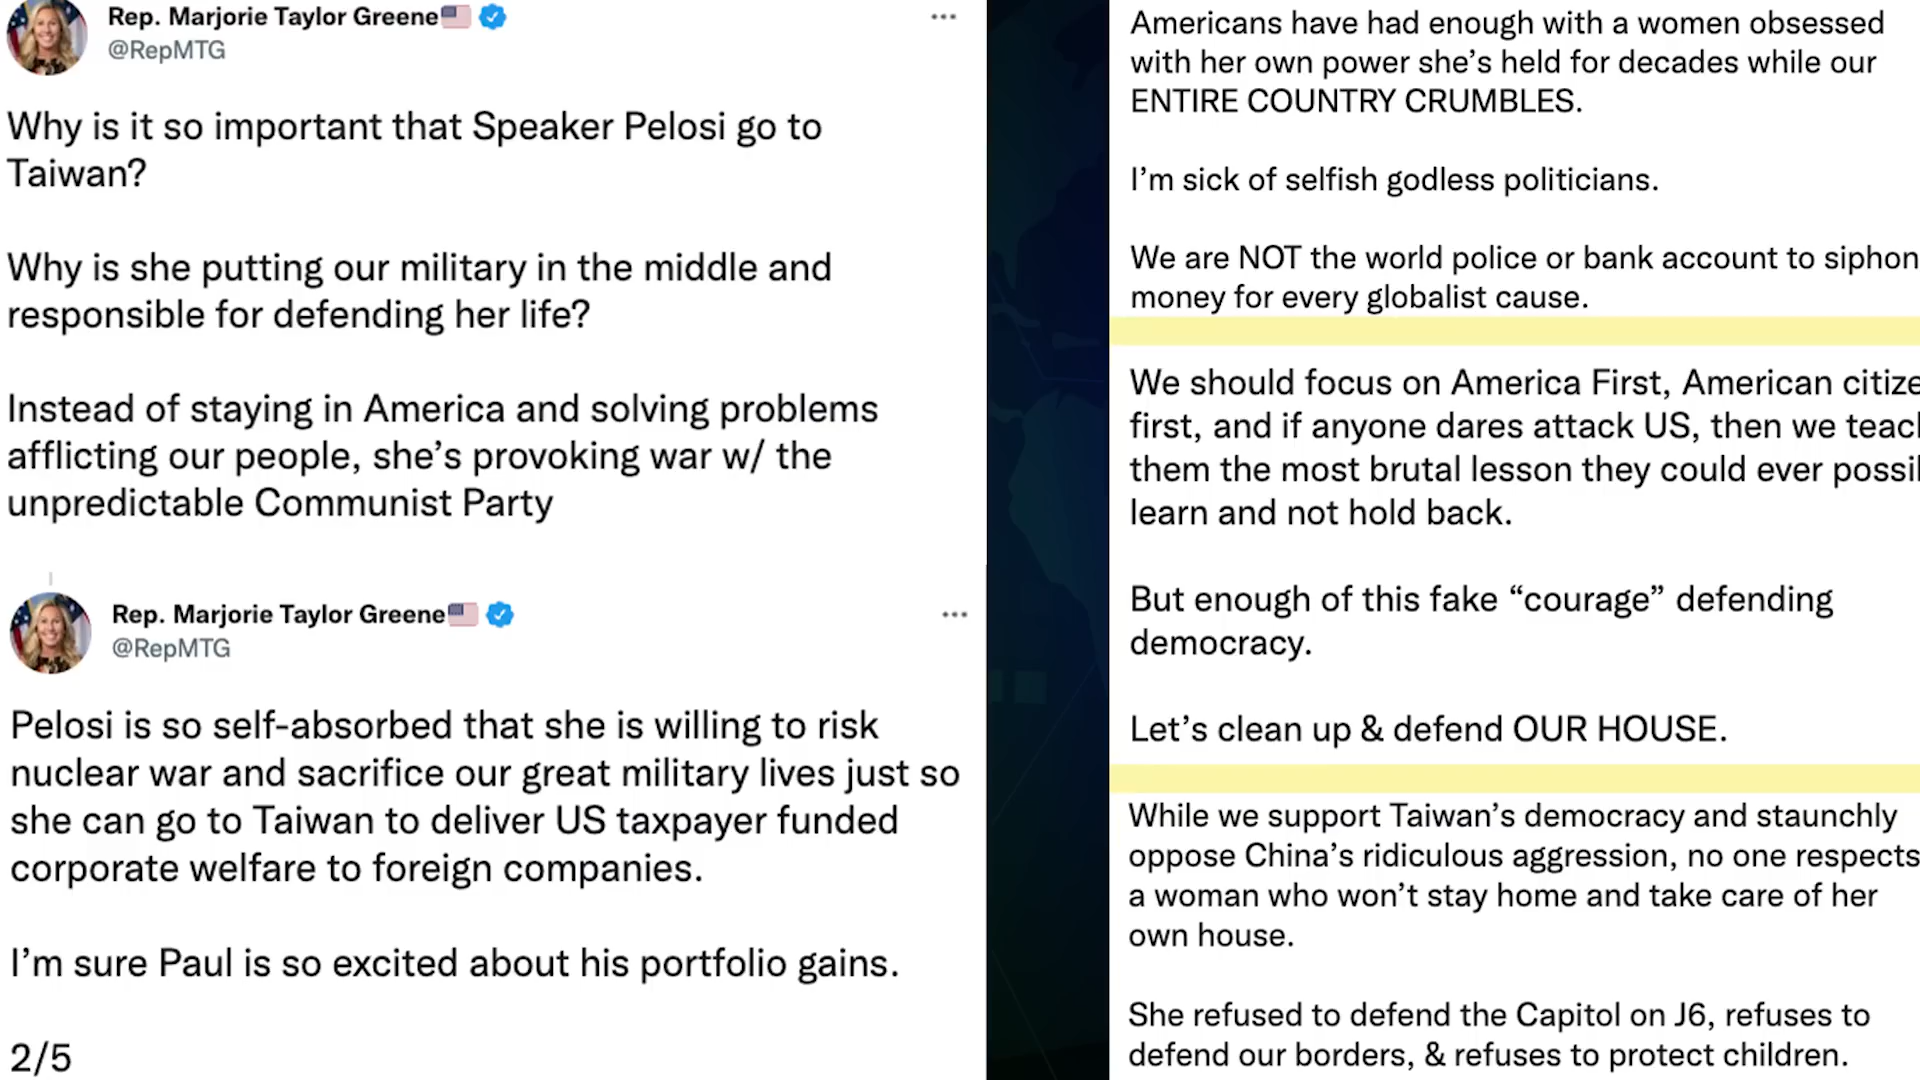 Rep. Marjorie Taylor Greene
@RepMTG
Why is it so important that Speaker Pelosi go to
Taiwan?
Why is she putting our military in the middle and
responsible for defending her life?
Instead of staying in America and solving problems
afflicting our people, she's provoking war w/ the
unpredictable Communist Party
Rep. Marjorie Taylor Greene
@RepMTG
Pelosi is so self-absorbed that she is willing to risk
nuclear war and sacrifice our great military lives just so
she can go to Taiwan to deliver US taxpayer funded
corporate welfare to foreign companies.
I'm sure Paul is so excited about his portfolio gains.
2/5
Americans have had enough with a women obsessed
with her own power she's held for decades while our
ENTIRE COUNTRY CRUMBLES.
I'm sick of selfish godless politicians.
We are NOT the world police or bank account to siphon
money for every globalist cause.
We should focus on America First, American
first, and if anyone dares attack US, then we
them the most brutal lesson they could ever
learn and not hold back.
But enough of this fake “courage” defending
democracy.
Let's clean up & defend OUR HOUSE.
While we support Taiwan's democracy and staunchly
oppose China's ridiculous aggression, no one respects
a woman who won't stay home and take care of her
own house.
She refused to defend the Capitol on J6, refuses to
defend our borders, & refuses to protect children.